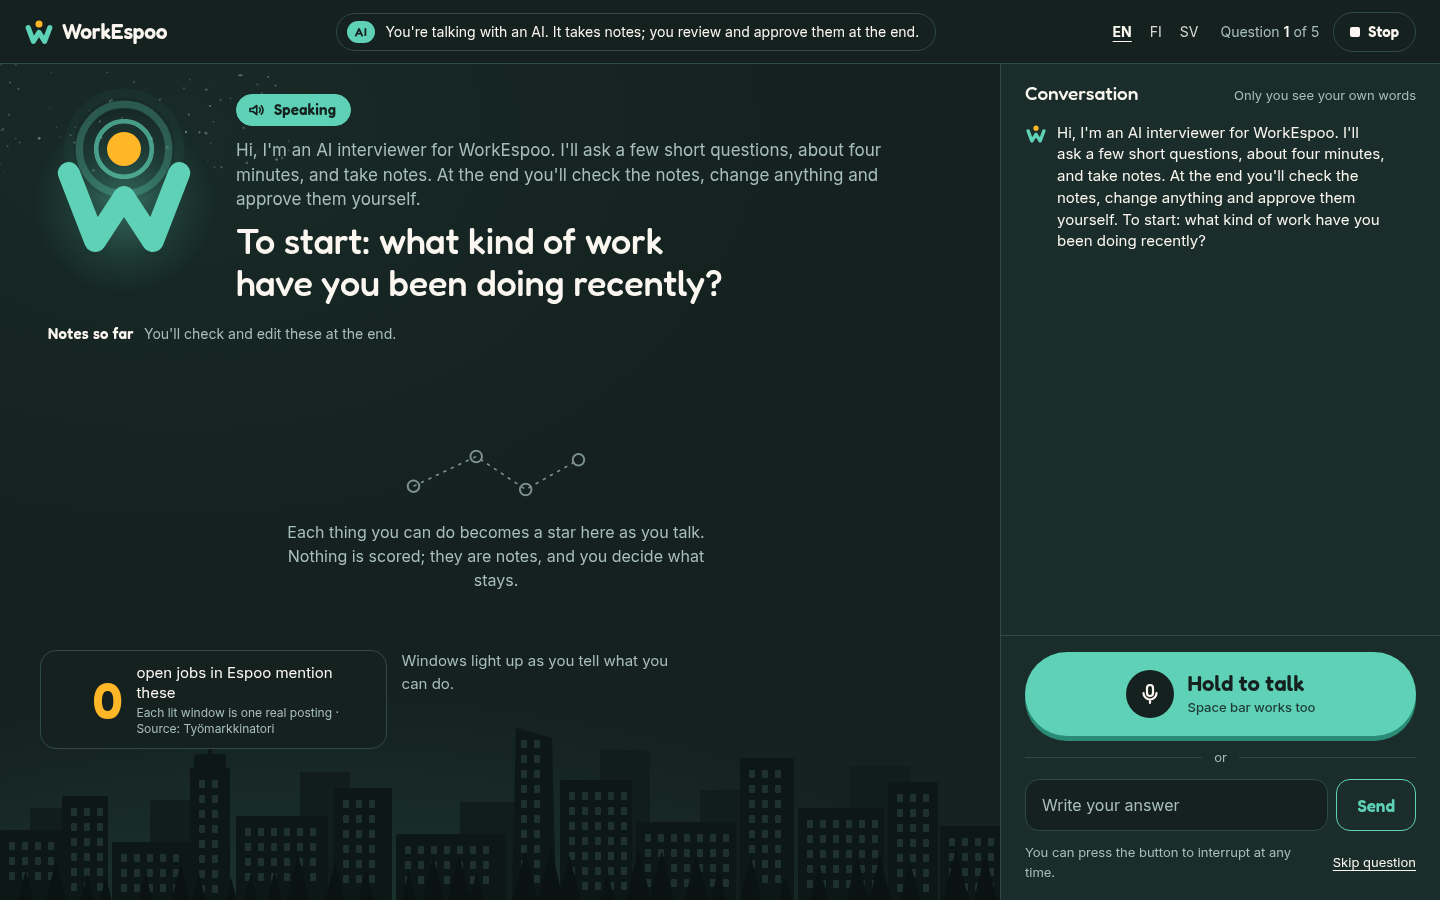 WorkEspoo
AI You're talking with an AI. It takes notes; you review and approve them at the end.
EN FI SV Question 1 of 5 Stop
Speaking
Hi, I'm an AI interviewer for WorkEspoo. I'll ask a few short questions, about four
minutes, and take notes. At the end you'll check the notes, change anything and
approve them yourself.
To start: what kind of work
have you been doing recently?
Notes so far You'll check and edit these at the end.
Each thing you can do becomes a star here as you talk.
Nothing is scored; they are notes, and you decide what
stays.
0
open jobs in Espoo mention
these
Each lit window is one real posting ·
Source: Työmarkkinatori
Windows light up as you tell what you
can do.
Conversation Only you see your own words
Hi, I'm an AI interviewer for WorkEspoo. I'll
ask a few short questions, about four minutes,
and take notes. At the end you'll check the
notes, change anything and approve them
yourself. To start: what kind of work have you
been doing recently?
Hold to talk
Space bar works too
or
Write your answer Send
You can press the button to interrupt at any
time.
Skip question